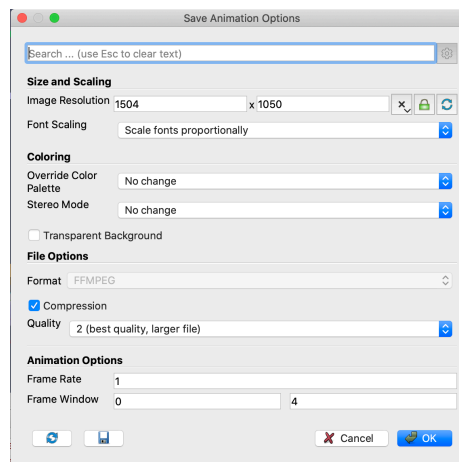 Save Animation Options
Search ... (use Esc to clear text)
Size and Scaling
Image Resolution 1504 x 1050
Font Scaling Scale fonts proportionally
Coloring
Override Color
Palette No change
Stereo Mode No change
Transparent Background
File Options
Format FFMPEG
Compression
Quality 2 (best quality, larger file)
Animation Options
Frame Rate 1
Frame Window 0 4
Cancel OK